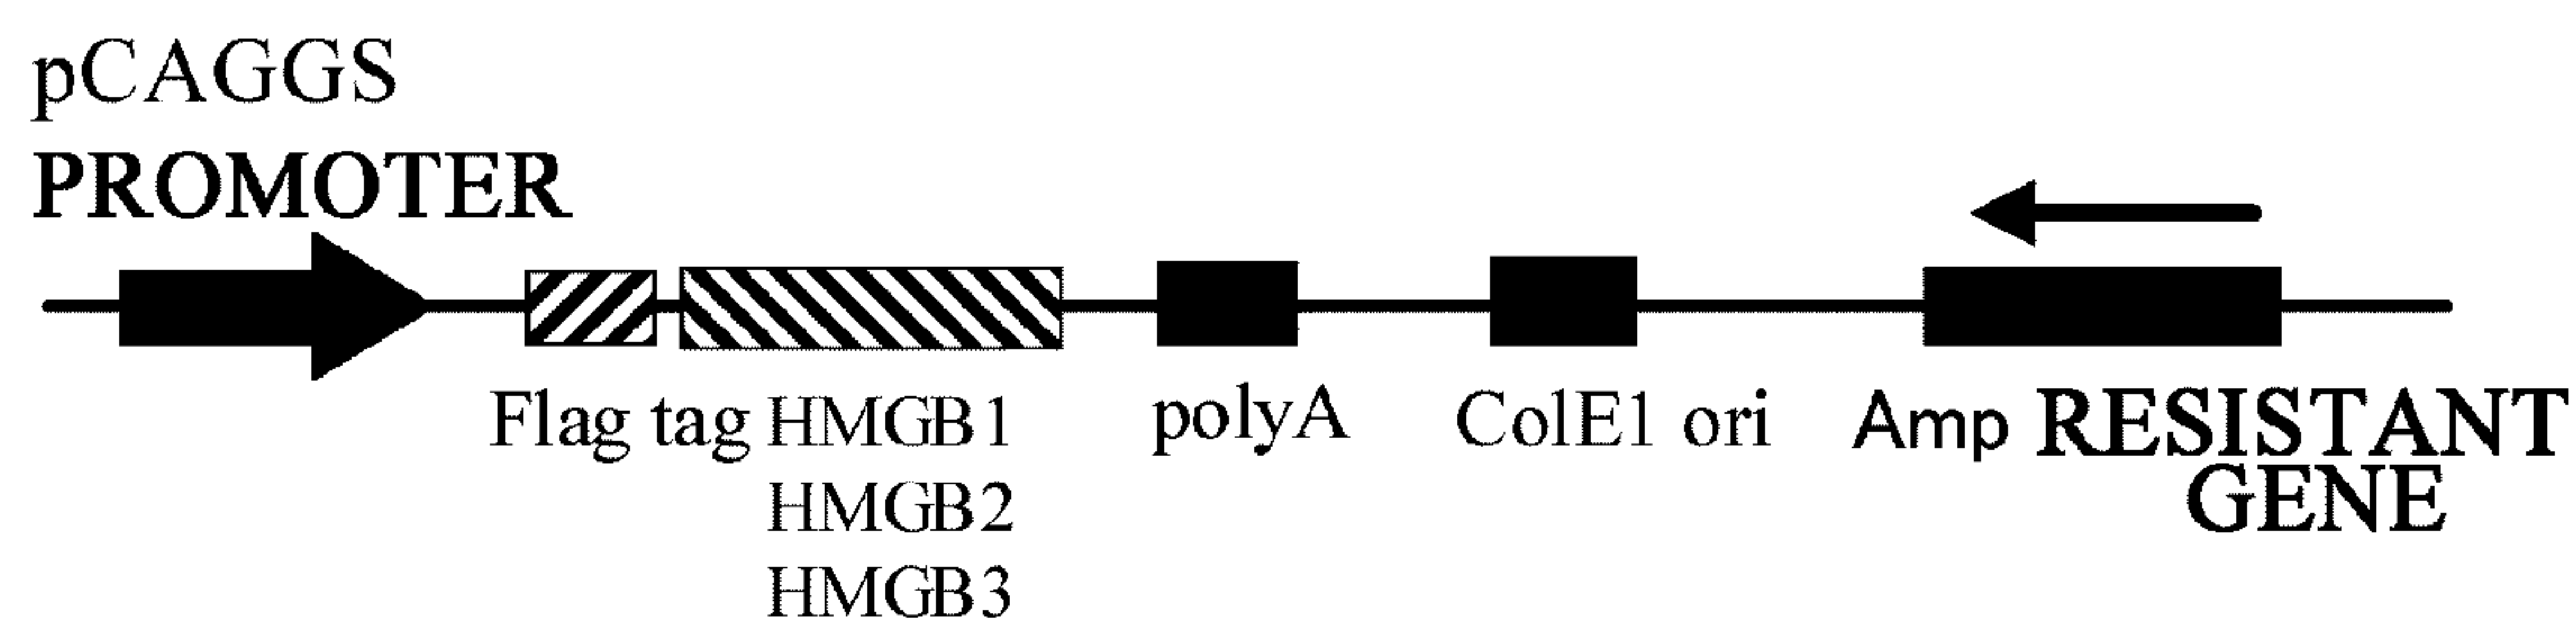 pCAGGS
PROMOTER
Flag tag HMGB1 polyA ColE1 ori Amp RESISTANT
GENE
HMGB2
HMGB3